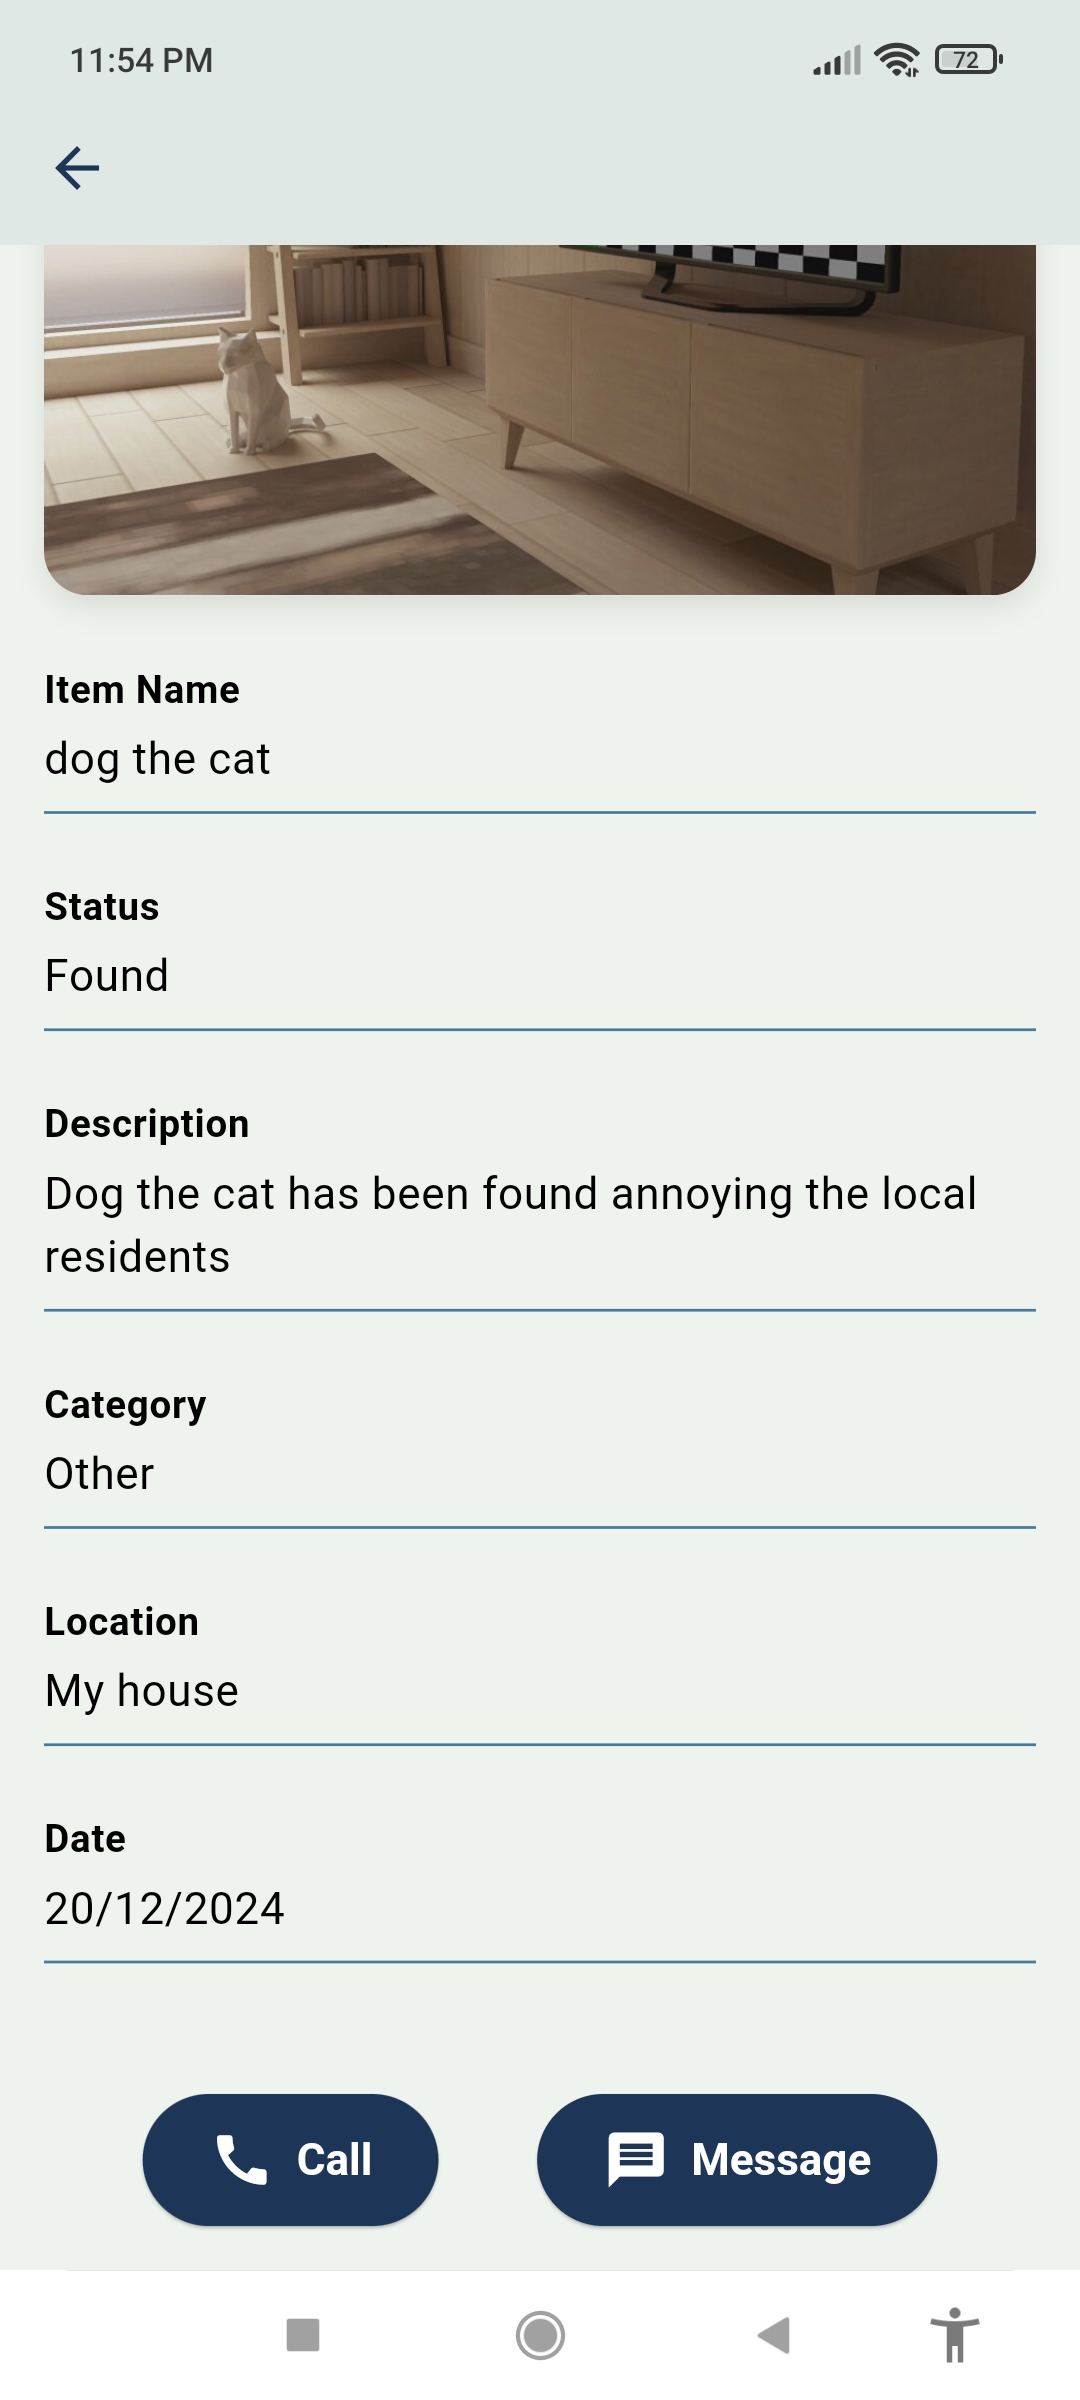 11:54 PM
72
Item Name
dog the cat
Status
Found
Description
Dog the cat has been found annoying the local
residents
Category
Other
Location
My house
Date
20/12/2024
Call
Message